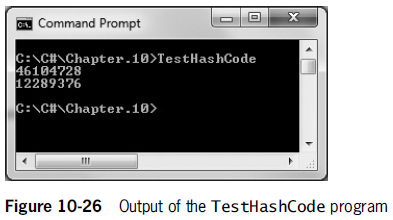 Command Prompt
C:\C#\Chapter.10>TestHashCode
46104728
12289376
C:\C#\Chapter.10>
Figure 10-26 Output of the TestHashCode program